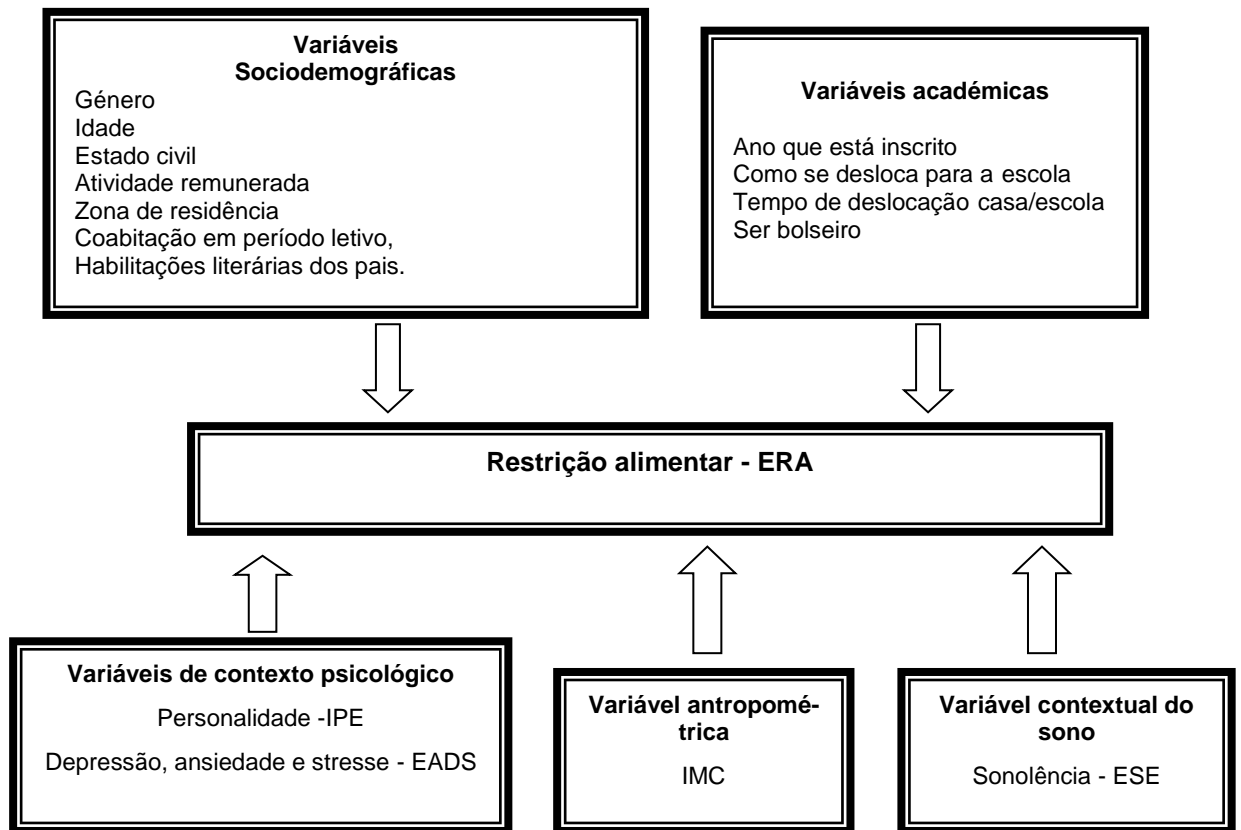 Variáveis
Sociodemográficas
Género
Idade
Estado civil
Atividade remunerada
Zona de residência
Coabitação em período letivo,
Habilitações literárias dos pais.
Variáveis académicas
Ano que está inscrito
Como se desloca para a escola
Tempo de deslocação casa/escola
Ser bolseiro
Restrição alimentar - ERA
Variáveis de contexto psicológico
Personalidade -IPE
Depressão, ansiedade e stresse - EADS
Variável antropomé-
trica
IMC
Variável contextual do
sono
Sonolência - ESE